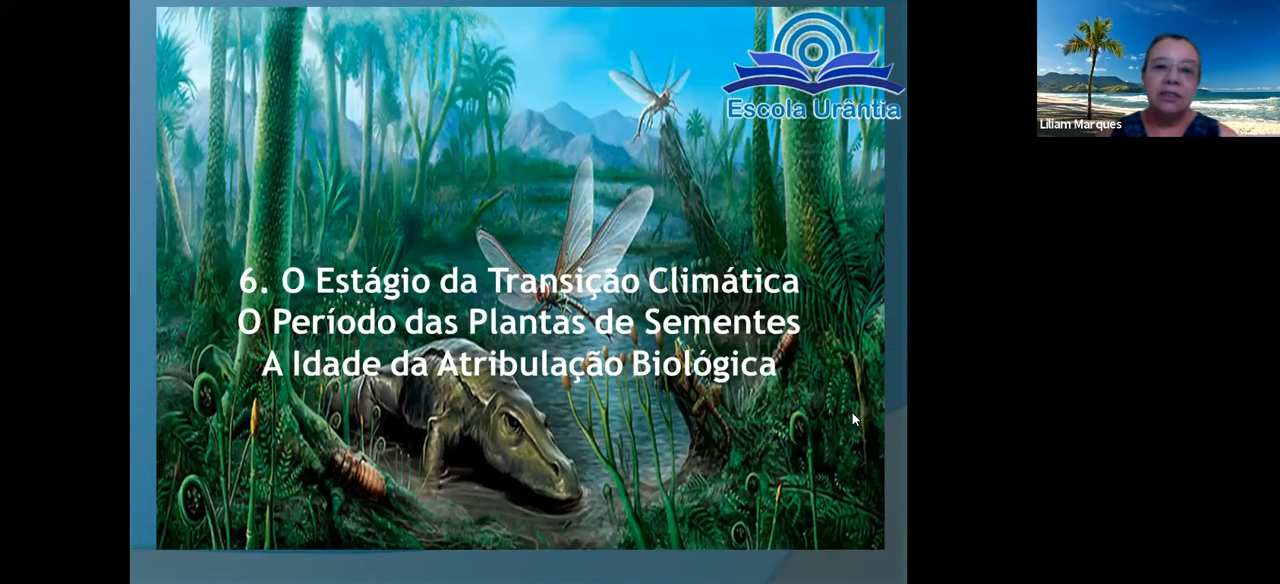 Escola Urântia
Liliam Marques
6. O Estágio da Transição Climática
O Período das Plantas de Sementes
A Idade da Atribulação Biológica